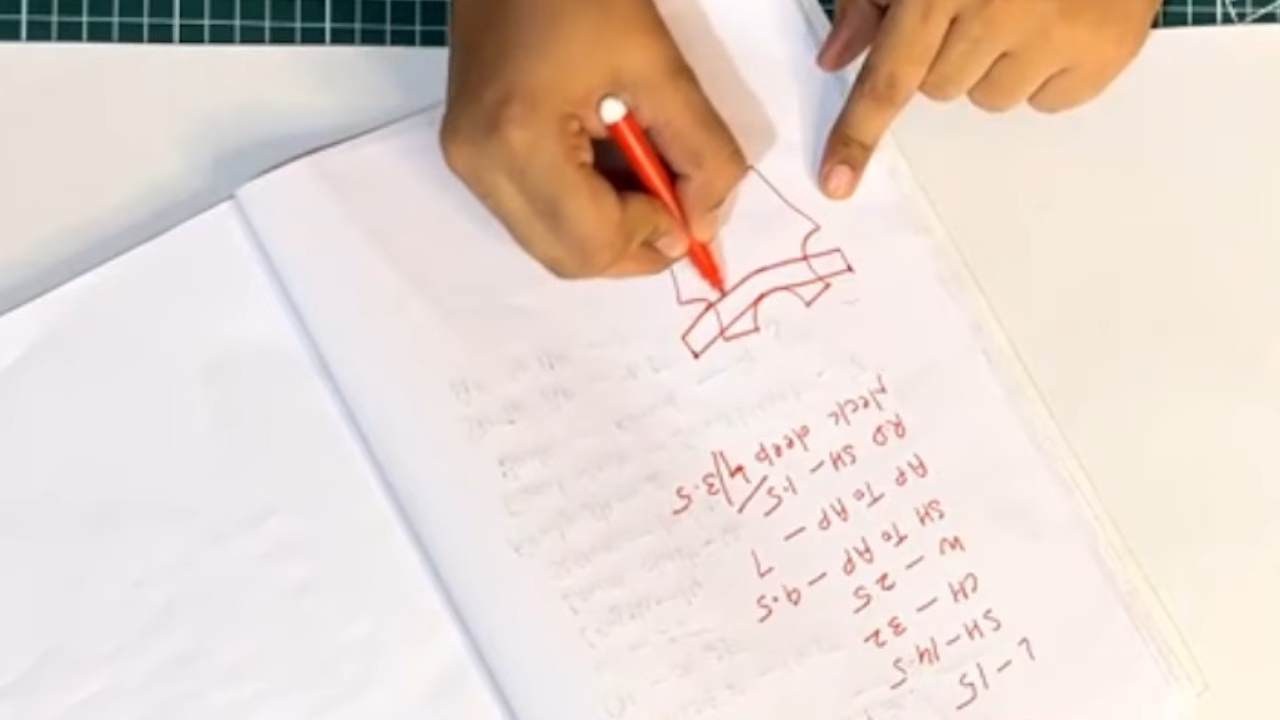 L - 15
SH - 14.5
CH - 32
W - 25
SH To AP - 9.5
AP To AP - 7
RD SH - 1.5
Neck deep 4/3.5